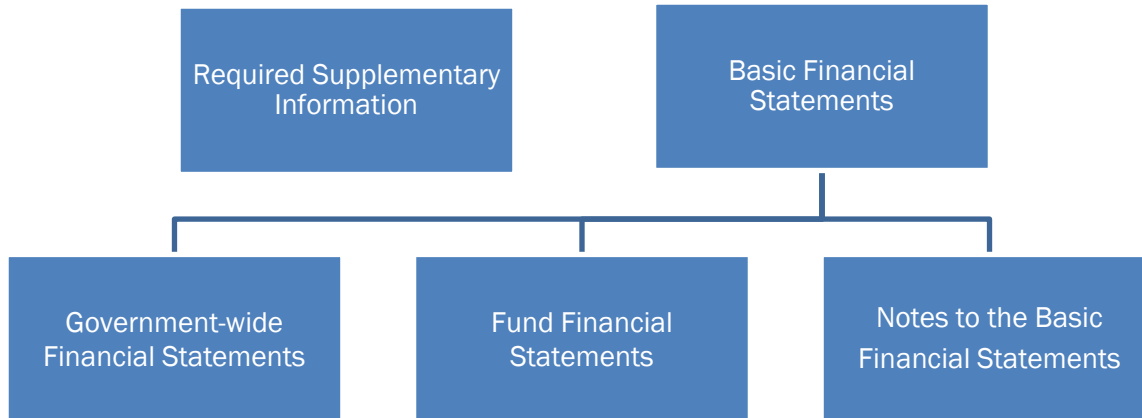 Required Supplementary
Information
Basic Financial
Statements
Government-wide
Financial Statements
Fund Financial
Statements
Notes to the Basic
Financial Statements